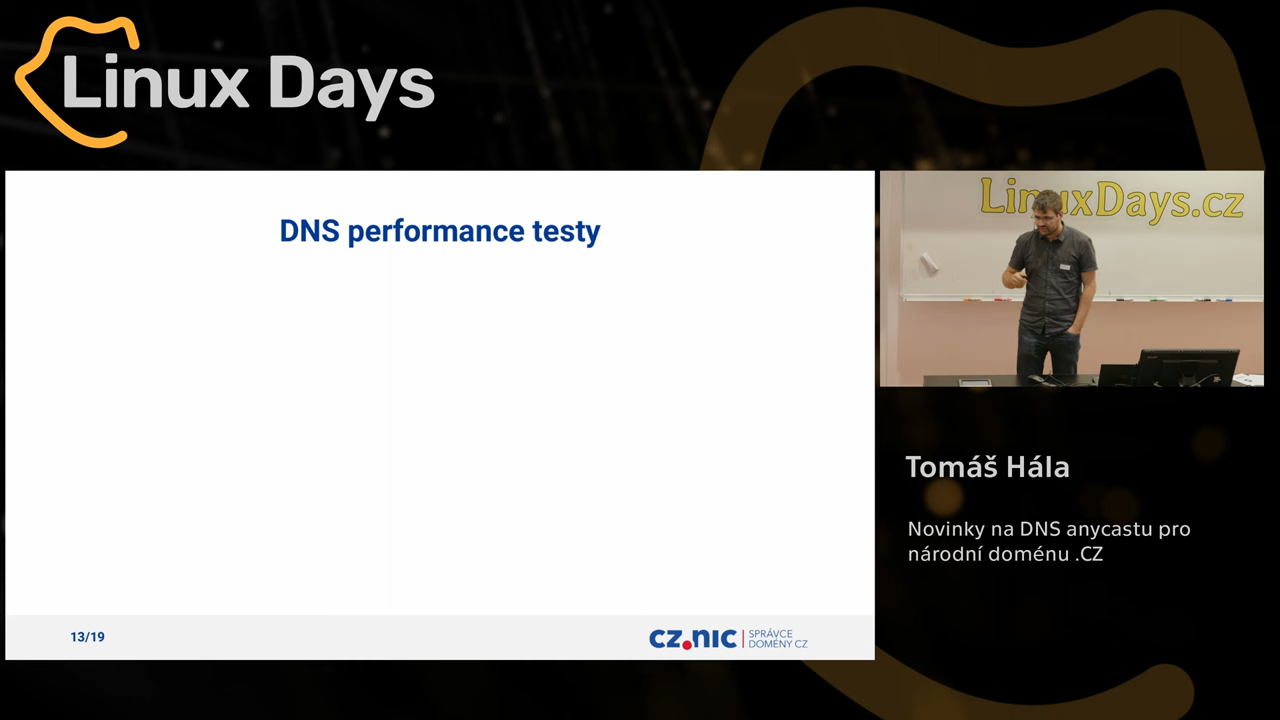 Linux Days
DNS performance testy
LinuxDays.cz
Tomáš Hála
Novinky na DNS anycastu pro
národní doménu .CZ
13/19
cz.nic
SPRÁVCE
DOMÉNY CZ